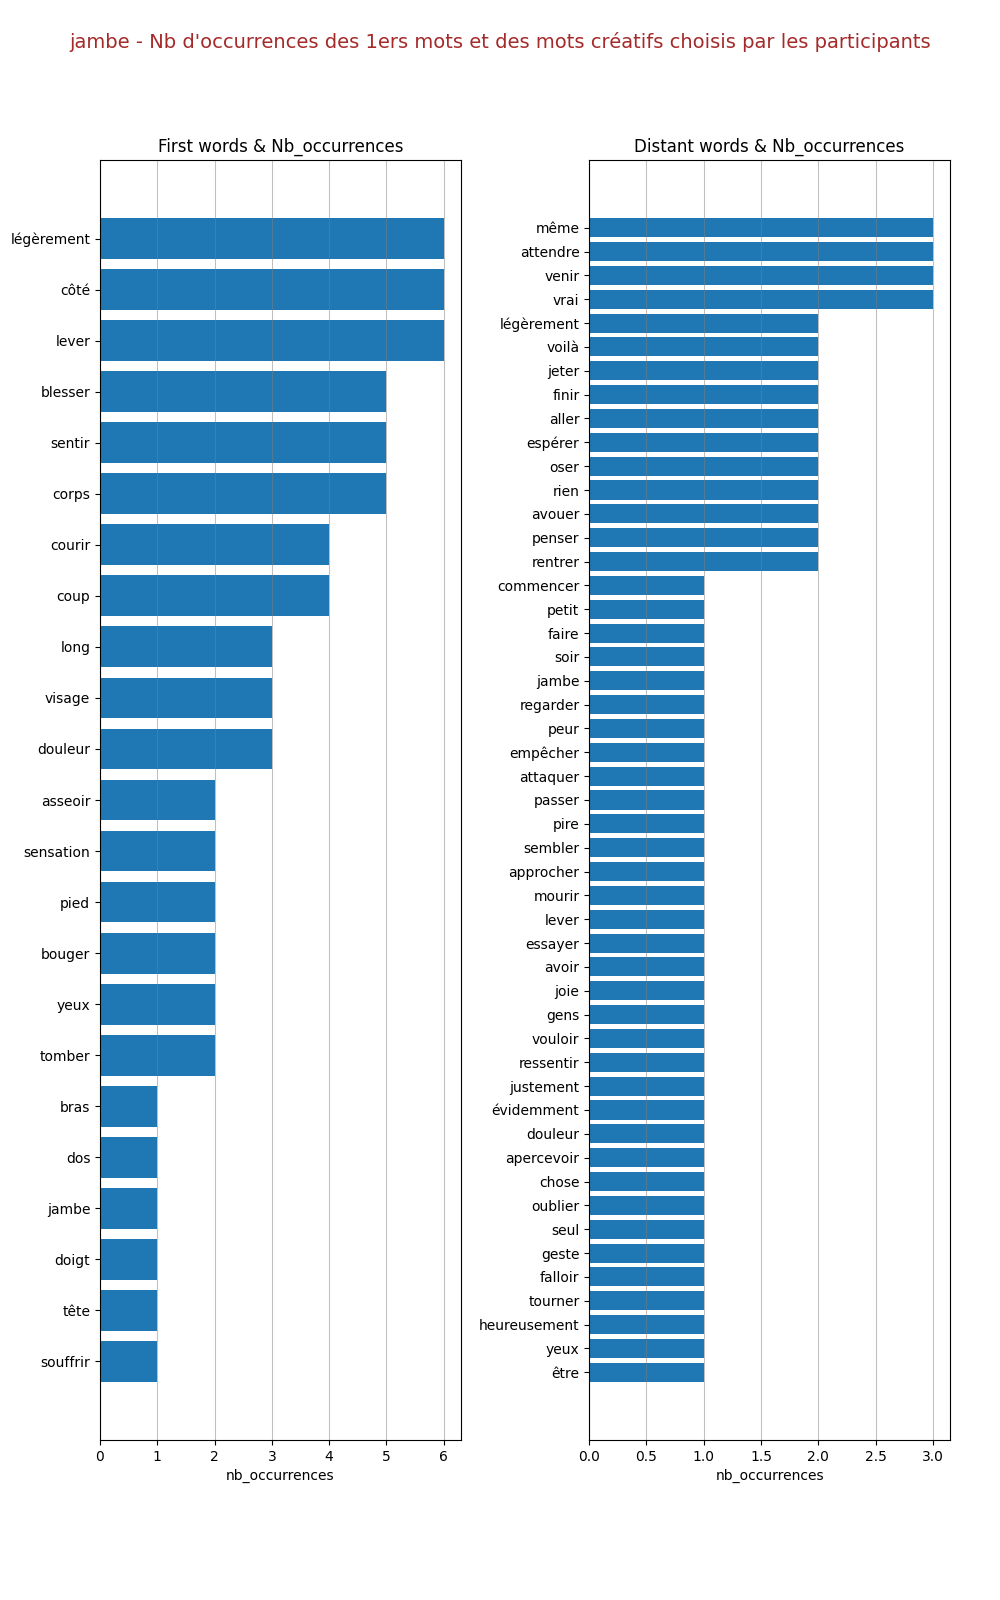 jambe - Nb d'occurrences des 1ers mots et des mots créatifs choisis par les participants
First words & Nb_occurrences
légèrement
côté
lever
blesser
sentir
corps
courir
coup
long
visage
douleur
asseoir
sensation
pied
bouger
yeux
tomber
bras
dos
jambe
doigt
tête
souffrir
0 1 2 3 4 5 6
nb_occurrences
Distant words & Nb_occurrences
même
attendre
venir
vrai
légèrement
voilà
jeter
finir
aller
espérer
oser
rien
avouer
penser
rentrer
commencer
petit
faire
soir
jambe
regarder
peur
empêcher
attaquer
passer
pire
sembler
approcher
mourir
lever
essayer
avoir
joie
gens
vouloir
ressentir
justement
évidemment
douleur
apercevoir
chose
oublier
seul
geste
falloir
tourner
heureusement
yeux
être
0.0 0.5 1.0 1.5 2.0 2.5 3.0
nb_occurrences